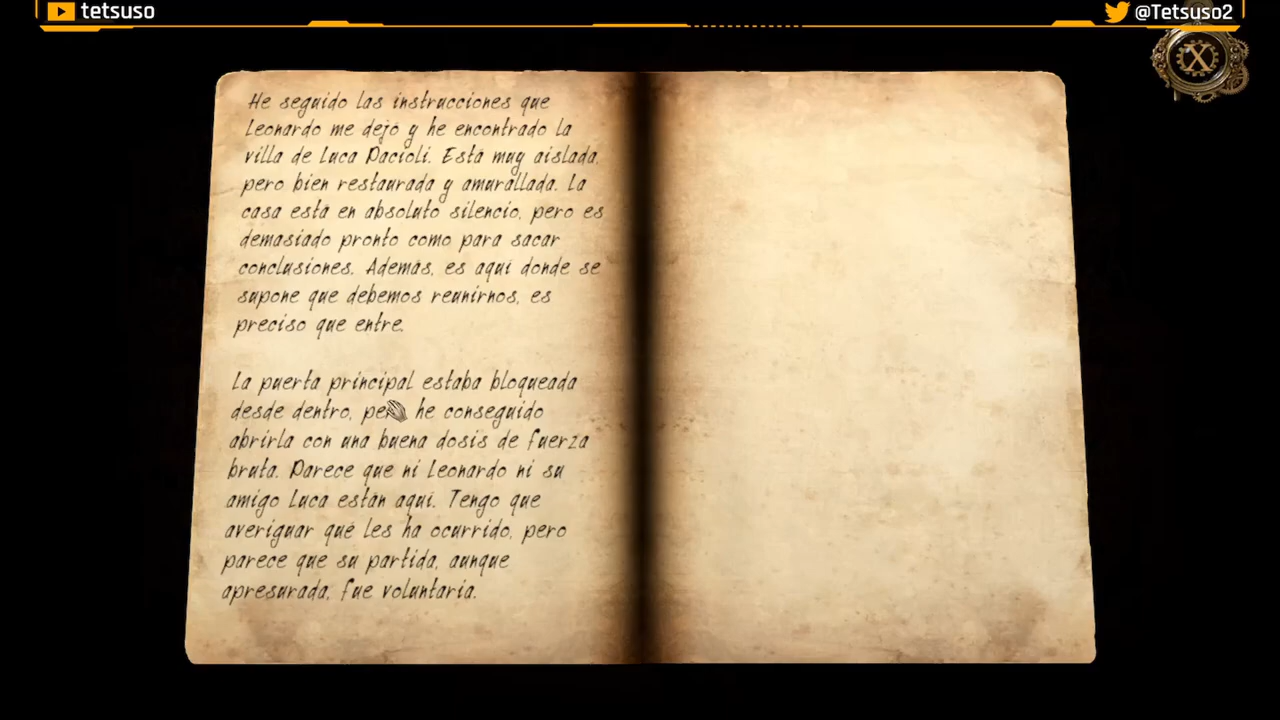 tetsuso
@Tetsuso2
X
He seguido las instrucciones que
Leonardo me dejó y he encontrado la
villa de Luca Pacioli. Está muy aislada,
pero bien restaurada y amurallada. La
casa está en absoluto silencio, pero es
demasiado pronto como para sacar
conclusiones. Además, es aquí donde se
supone que debemos reunirnos, es
preciso que entre.
La puerta principal estaba bloqueada
desde dentro, pero he conseguido
abrirla con una buena dosis de fuerza
bruta. Parece que ni Leonardo ni su
amigo Luca están aquí. Tengo que
averiguar qué les ha ocurrido, pero
parece que su partida, aunque
apresurada, fue voluntaria.